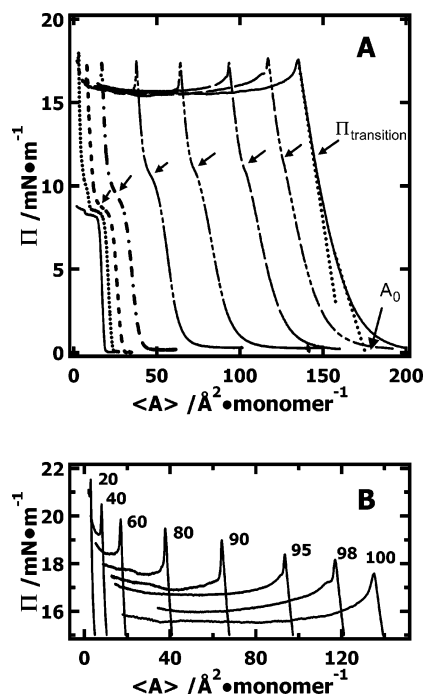 A
20
15
10
5
0
Π /mN•m⁻¹
Π transition
A₀
0 50 100 150 200
<A> /Å²•monomer⁻¹
B
22
20
18
16
Π /mN•m⁻¹
20
40
60
80
90
95
98
100
0 40 80 120
<A> /Å²•monomer⁻¹